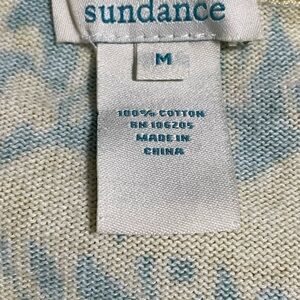 sundance
M
100% COTTON
RN 106205
MADE IN
CHINA